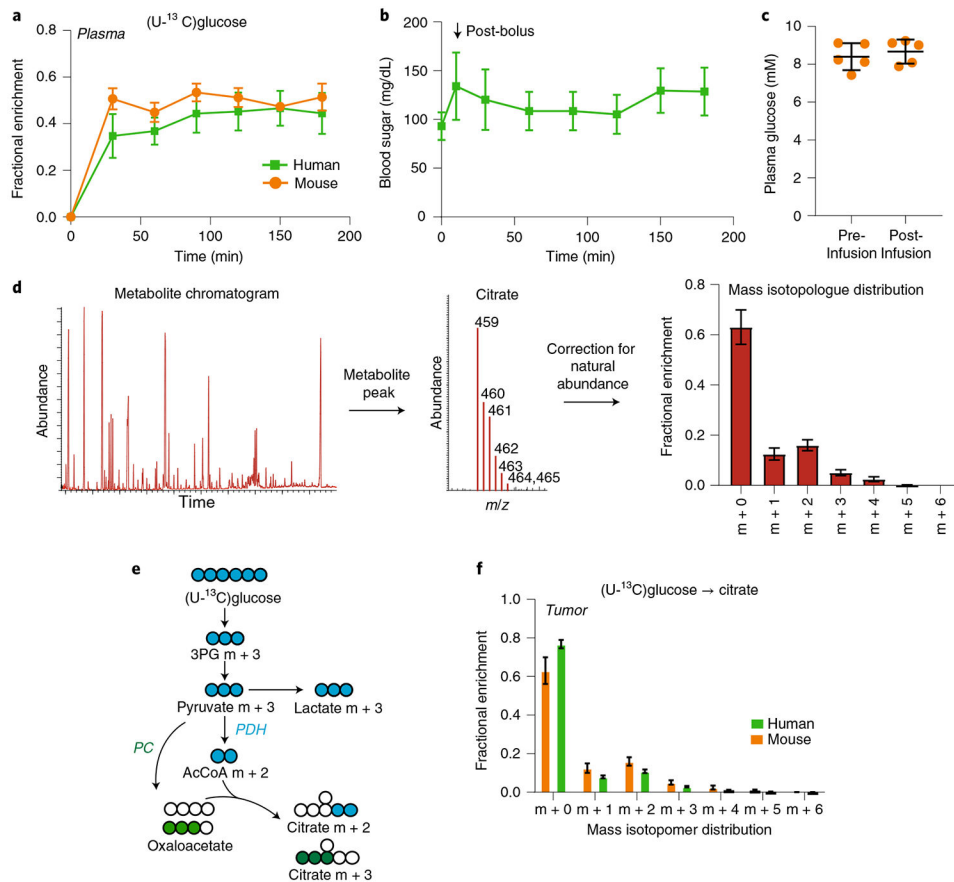 a
(U-¹³ C)glucose
Plasma
Fractional enrichment
0.8
0.6
0.4
0.2
0.0
0 50 100 150 200
Time (min)
Human
Mouse
b
Post-bolus
Blood sugar (mg/dL)
200
150
100
50
0
0 50 100 150 200
Time (min)
c
Plasma glucose (mM)
10
8
6
4
2
0
Pre- Post-
Infusion Infusion
d
Metabolite chromatogram
Abundance
Time
Metabolite
peak
Citrate
Abundance
459
460
461
462
463
464,465
m/z
Correction for
natural
abundance
Mass isotopologue distribution
Fractional enrichment
0.8
0.6
0.4
0.2
0.0
m + 0
m + 1
m + 2
m + 3
m + 4
m + 5
m + 6
e
(U-¹³C)glucose
3PG m + 3
Pyruvate m + 3
Lactate m + 3
PDH
PC
AcCoA m + 2
Oxaloacetate
Citrate m + 2
Citrate m + 3
f
(U-¹³C)glucose → citrate
Tumor
Fractional enrichment
1.0
0.8
0.6
0.4
0.2
0.0
Human
Mouse
m + 0 m + 1 m + 2 m + 3 m + 4 m + 5 m + 6
Mass isotopomer distribution